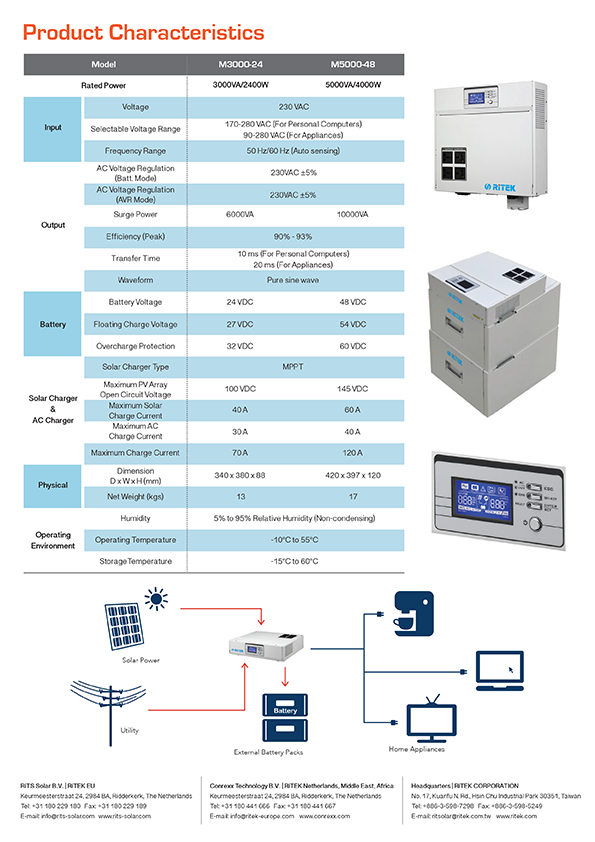 Product Characteristics
Model M3000-24 M5000-48
Rated Power 3000VA/2400W 5000VA/4000W
Input
Voltage 230 VAC
Selectable Voltage Range 170-280 VAC (For Personal Computers)
90-280 VAC (For Appliances)
Frequency Range 50 Hz/60 Hz (Auto sensing)
Output
AC Voltage Regulation
(Batt. Mode) 230VAC ±5%
AC Voltage Regulation
(AVR Mode) 230VAC ±5%
Surge Power 6000VA 10000VA
Efficiency (Peak) 90% - 93%
Transfer Time 10 ms (For Personal Computers)
20 ms (For Appliances)
Waveform Pure sine wave
Battery
Battery Voltage 24 VDC 48 VDC
Floating Charge Voltage 27 VDC 54 VDC
Overcharge Protection 32 VDC 60 VDC
Solar Charger
&
AC Charger
Solar Charger Type MPPT
Maximum PV Array
Open Circuit Voltage 100 VDC 145 VDC
Maximum Solar
Charge Current 40 A 60 A
Maximum AC
Charge Current 30 A 40 A
Maximum Charge Current 70 A 120 A
Physical
Dimension
D x W x H (mm) 340 x 380 x 88 420 x 397 x 120
Net Weight (kgs) 13 17
Operating
Environment
Humidity 5% to 95% Relative Humidity (Non-condensing)
Operating Temperature -10°C to 55°C
Storage Temperature -15°C to 60°C
RiTEK
RiTEK
RiTEK
Solar Power
Utility
Battery
External Battery Packs
Home Appliances
RiTS Solar B.V. | RiTEK EU
Keurmeesterstraat 24, 2984 BA, Ridderkerk, The Netherlands
Tel: +31 180 229 180 Fax: +31 180 229 189
E-mail: info@rits-solar.com www.rits-solar.com
Conrexx Technology B.V. | RiTEK Netherlands, Middle East, Africa
Keurmeesterstraat 24, 2984 BA, Ridderkerk, The Netherlands
Tel: +31 180 441 666 Fax: +31 180 441 667
E-mail: info@ritek-europe.com www.conrexx.com
Headquarters | RiTEK CORPORATION
No. 17, Kuanfu N. Rd., Hsin Chu Industrial Park 30351, Taiwan
Tel: +886-3-598-7298 Fax: +886-3-598-5249
E-mail: ritsolar@ritek.com.tw www.ritek.com